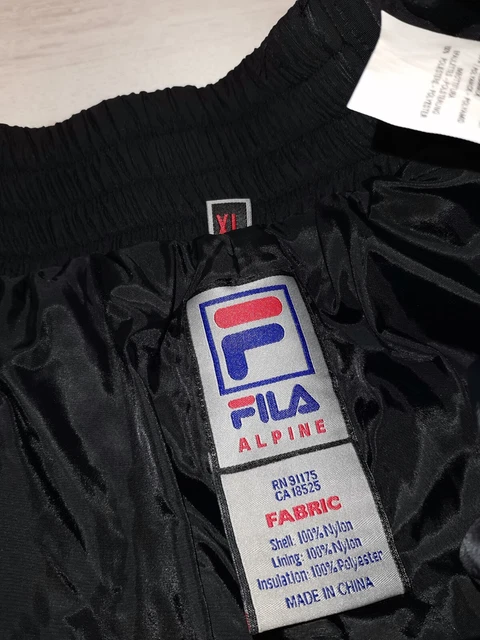 XL
FILA
ALPINE
RN 91175
CA 18525
FABRIC
Shell: 100% Nylon
Lining: 100% Nylon
Insulation: 100% Polyester
MADE IN CHINA